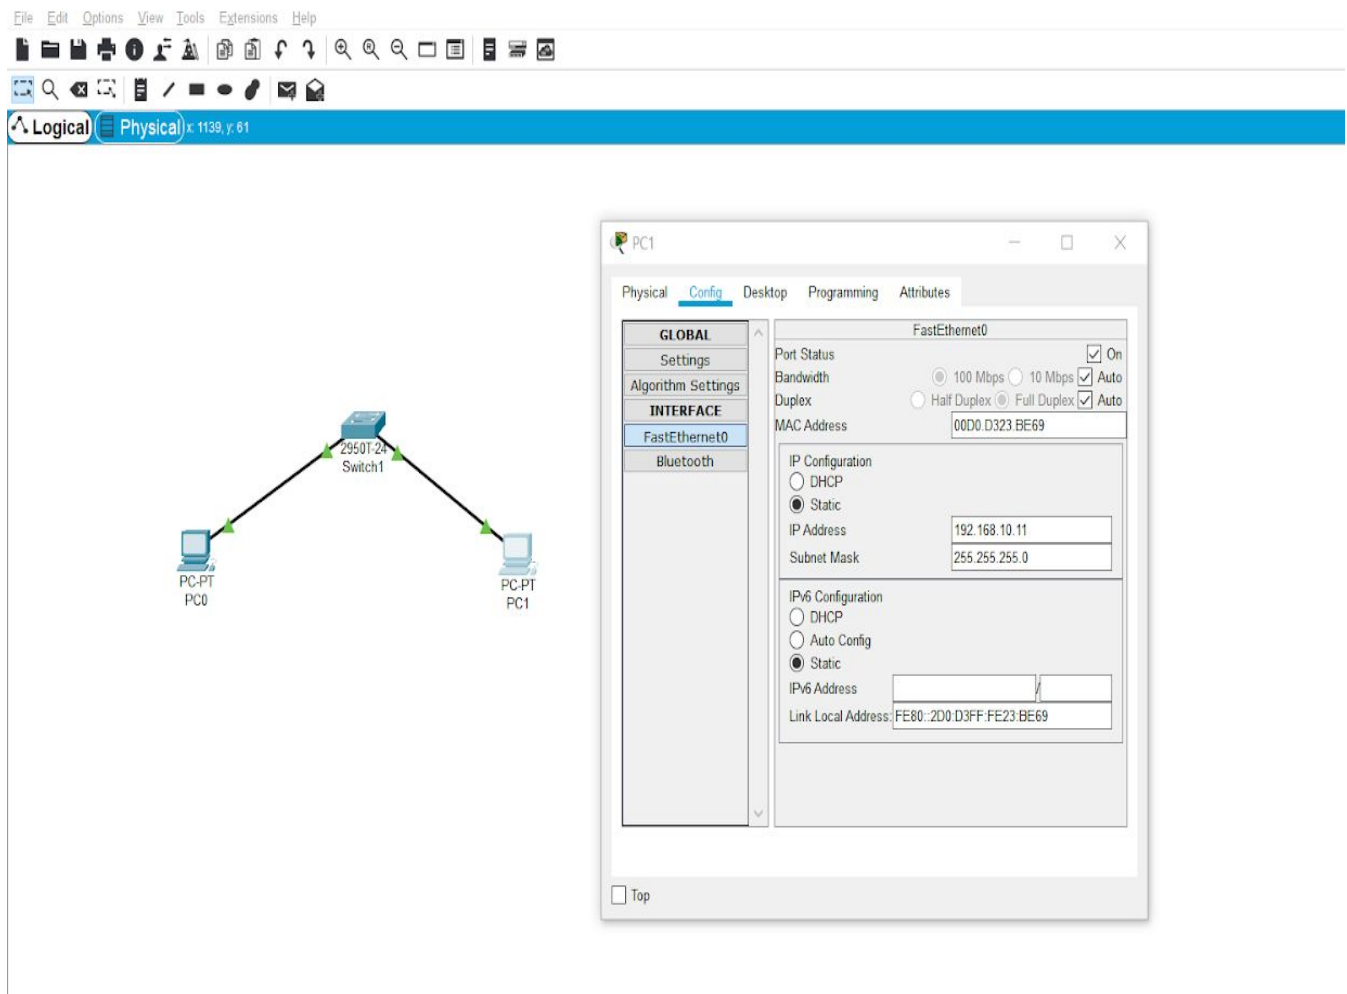 File Edit Options View Tools Extensions Help
Logical Physical x: 1139, y: 61
PC1
Physical Config Desktop Programming Attributes
GLOBAL
Settings
Algorithm Settings
INTERFACE
FastEthernet0
Bluetooth
FastEthernet0
Port Status On
Bandwidth 100 Mbps 10 Mbps Auto
Duplex Half Duplex Full Duplex Auto
MAC Address 00D0.D323.BE69
IP Configuration
DHCP
Static
IP Address 192.168.10.11
Subnet Mask 255.255.255.0
IPv6 Configuration
DHCP
Auto Config
Static
IPv6 Address /
Link Local Address: FE80::2D0:D3FF:FE23:BE69
Top
2950T-24
Switch1
PC-PT
PC0
PC-PT
PC1